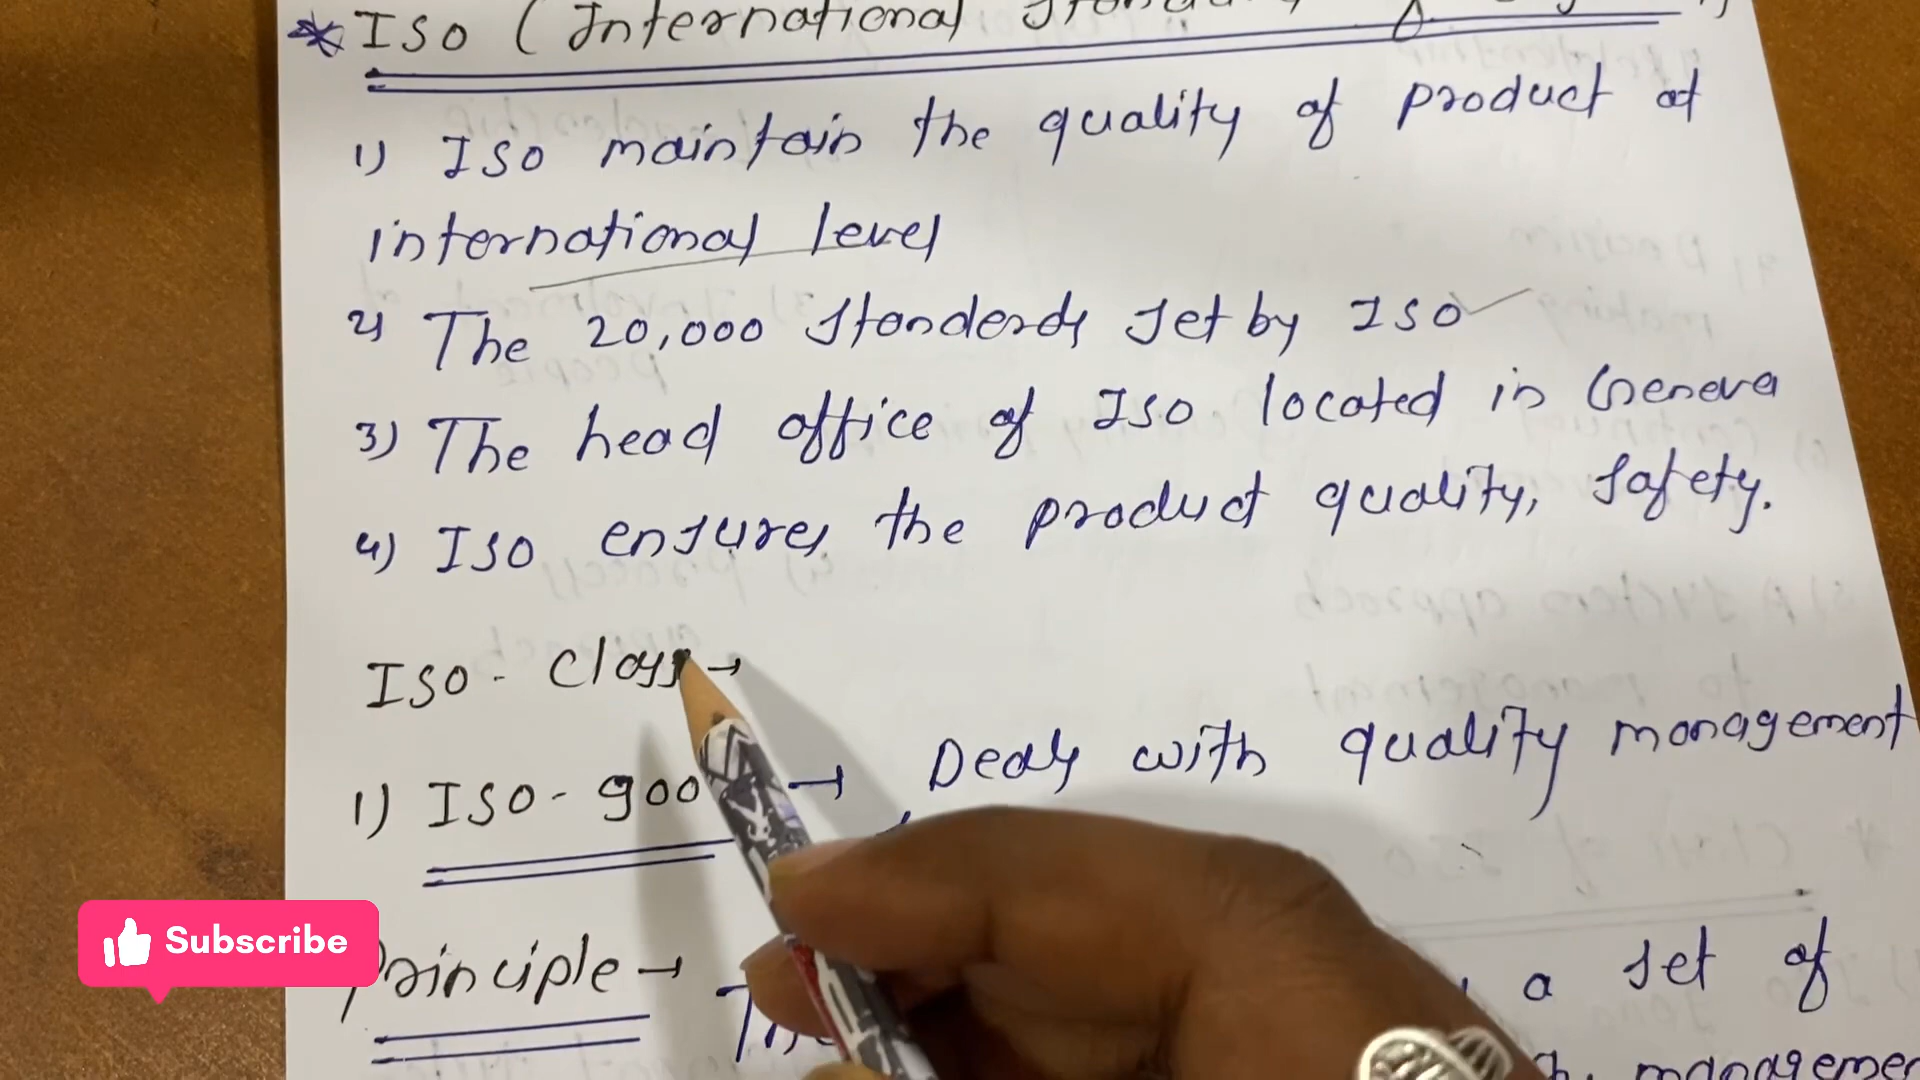 * ISO ( International
1) ISO maintain the quality of product at
international level
2) The 20,000 standerds set by ISO
3) The head office of ISO located in Geneva
4) ISO ensures the product quality, safety.
ISO - Class →
1) ISO - 900 → Deals with quality management
Principle → a set of
management
Subscribe